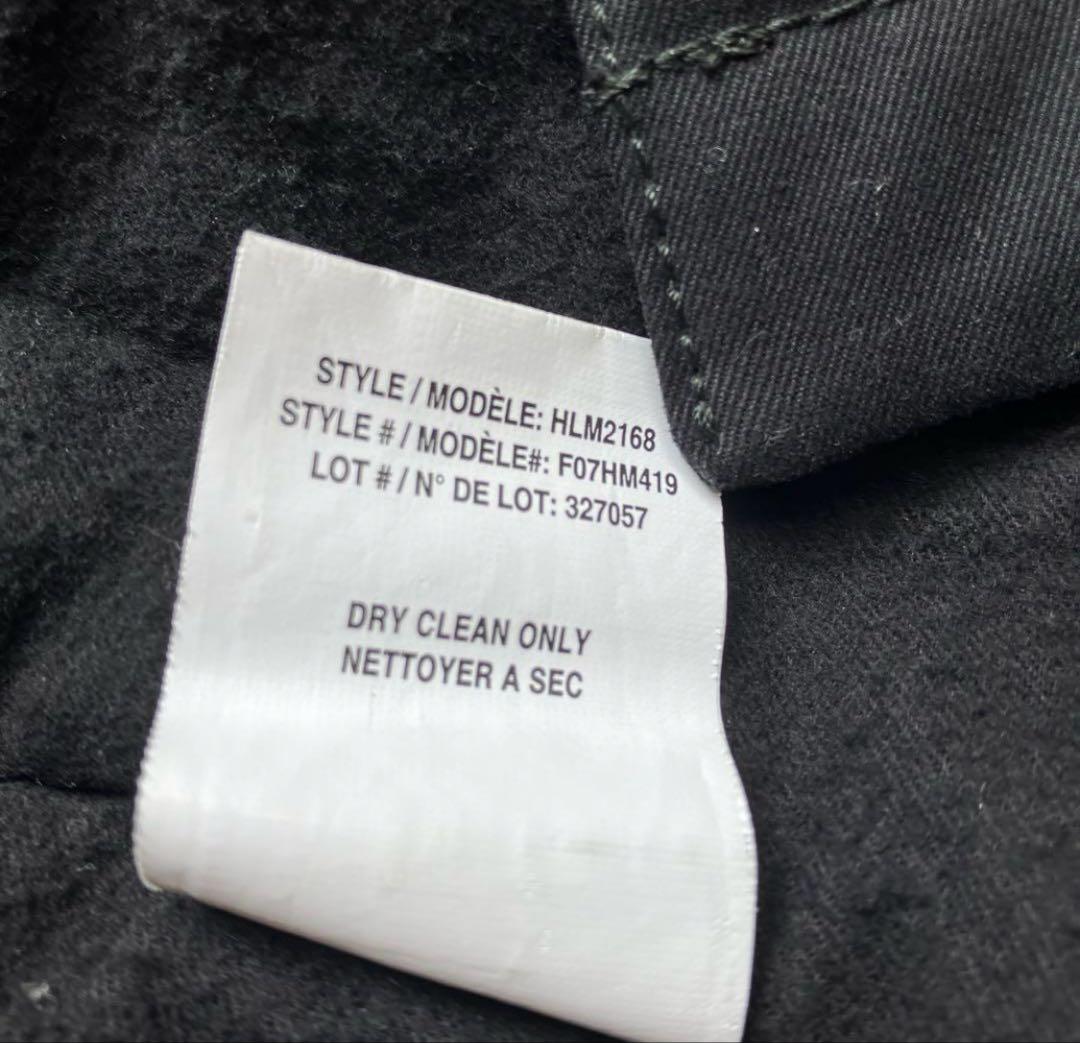 STYLE / MODÈLE: HLM2168
STYLE # / MODÈLE#: F07HM419
LOT # / N° DE LOT: 327057
DRY CLEAN ONLY
NETTOYER A SEC